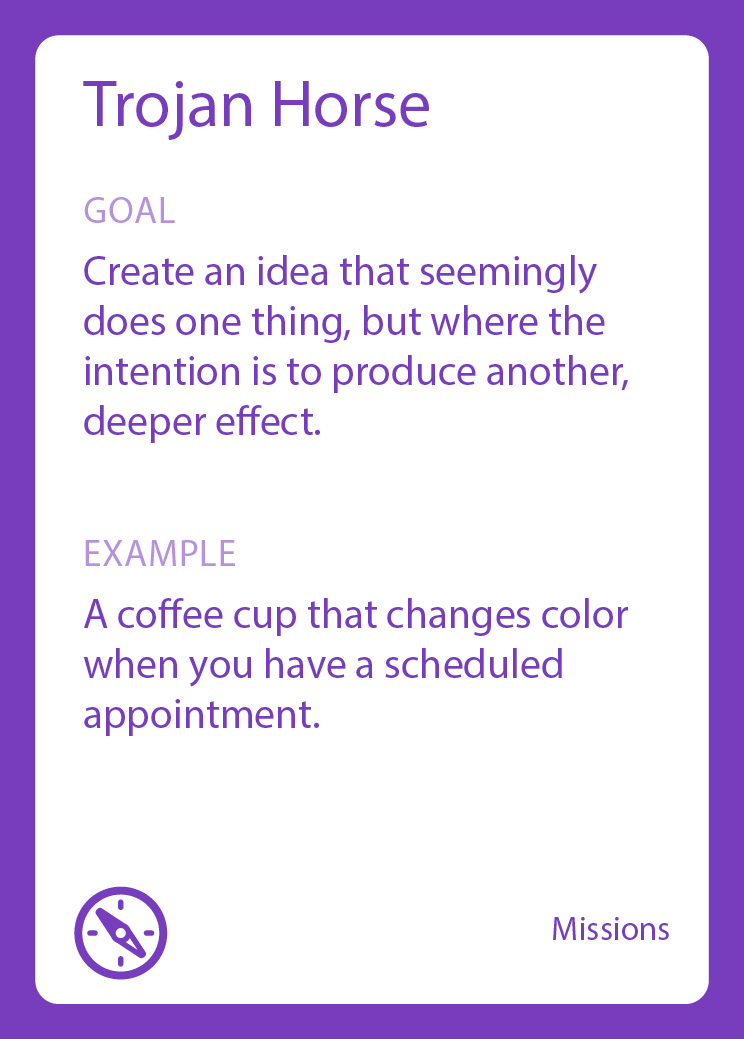 Trojan Horse
GOAL
Create an idea that seemingly
does one thing, but where the
intention is to produce another,
deeper effect.
EXAMPLE
A coffee cup that changes color
when you have a scheduled
appointment.
Missions